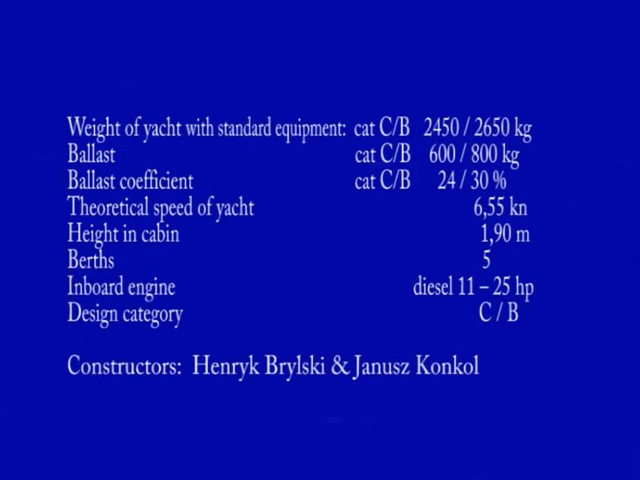 Weight of yacht with standard equipment: cat C/B 2450 / 2650 kg
Ballast cat C/B 600 / 800 kg
Ballast coefficient cat C/B 24 / 30 %
Theoretical speed of yacht 6,55 kn
Height in cabin 1,90 m
Berths 5
Inboard engine diesel 11 – 25 hp
Design category C / B
Constructors: Henryk Brylski & Janusz Konkol